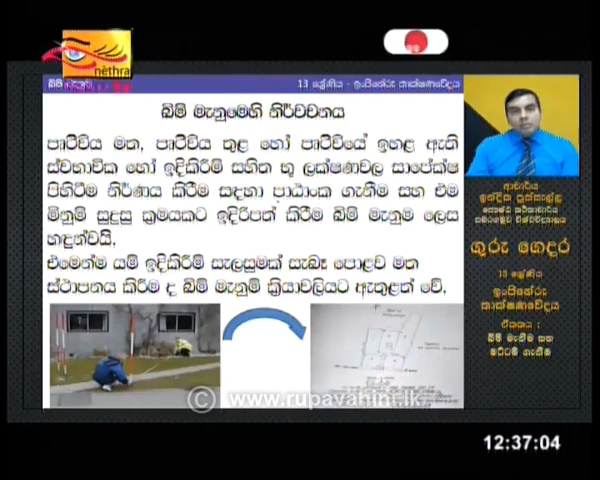 nethra
බිම් මැනුම
13 ශ්‍රේණිය - ඉංජිනේරු තාක්ෂණවේදය
බිම් මැනුමෙහි නිර්වචනය
පෘථිවිය මත, පෘථිවිය තුළ හෝ පෘථිවියේ ඉහළ ඇති
ස්වභාවික හෝ ඉදිකිරීම් සහිත භූ ලක්ෂණවල සාපේක්ෂ
පිහිටීම නිර්ණය කිරීම සඳහා පාඨාංක ගැනීම සහ එම
මිනුම් සුදුසු ක්‍රමයකට ඉදිරිපත් කිරීම බිම් මැනුම ලෙස
හඳුන්වයි.
එමෙන්ම යම් ඉදිකිරීම් සැලසුමක් සැබෑ පොළව මත
ස්ථාපනය කිරීම ද බිම් මැනුම් ක්‍රියාවලියට ඇතුළත් වේ.
ආචාර්ය
ගුරු ගෙදර
13 ශ්‍රේණිය
ඉංජිනේරු
තාක්ෂණවේදය
ඒකකය :
බිම් මැනීම සහ
මට්ටම් ගැනීම
© www.rupavahini.lk
12:37:04